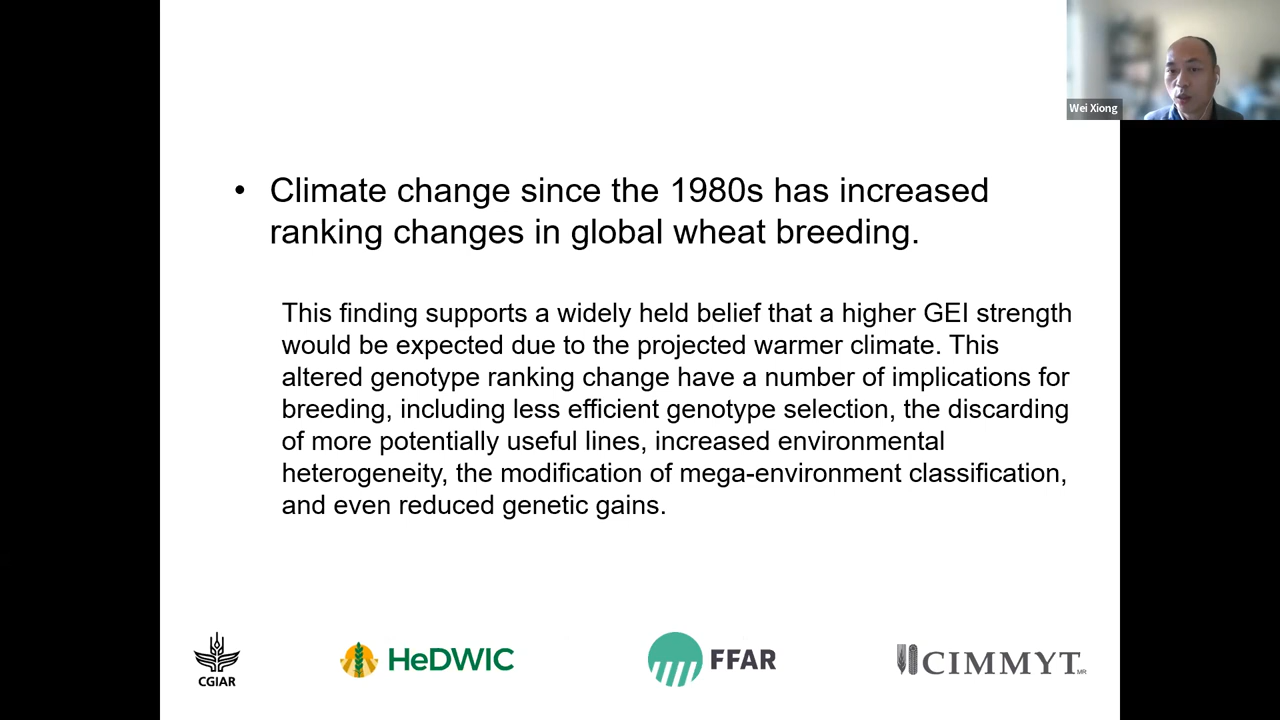 Wei Xiong
• Climate change since the 1980s has increased
ranking changes in global wheat breeding.
This finding supports a widely held belief that a higher GEI strength
would be expected due to the projected warmer climate. This
altered genotype ranking change have a number of implications for
breeding, including less efficient genotype selection, the discarding
of more potentially useful lines, increased environmental
heterogeneity, the modification of mega-environment classification,
and even reduced genetic gains.
CGIAR
HeDWIC
FFAR
CIMMYT MR